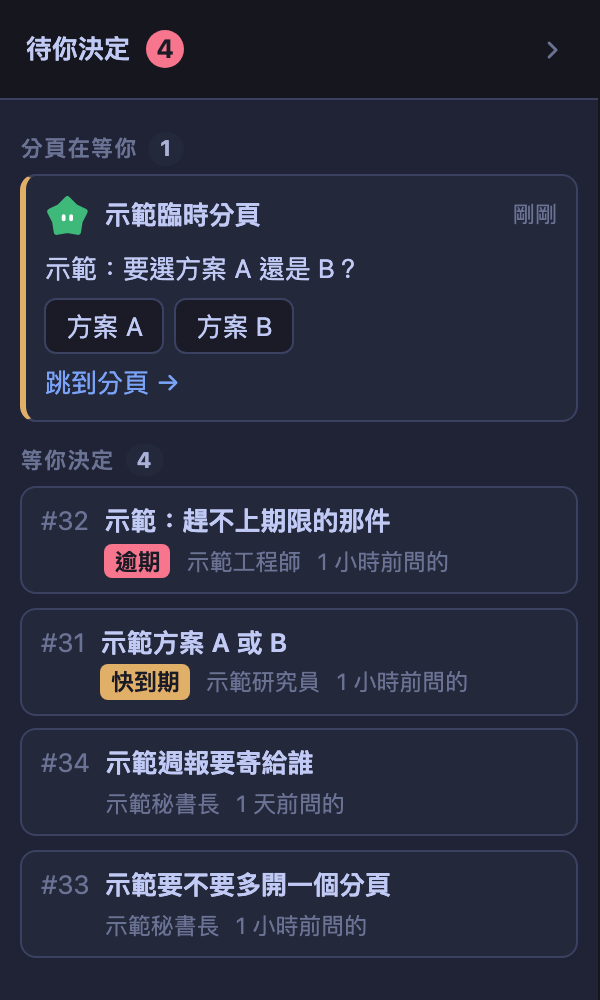 待你決定 4
分頁在等你 1
示範臨時分頁 剛剛
示範：要選方案 A 還是 B？
方案 A 方案 B
跳到分頁 →
等你決定 4
#32 示範：趕不上期限的那件
逾期 示範工程師 1 小時前問的
#31 示範方案 A 或 B
快到期 示範研究員 1 小時前問的
#34 示範週報要寄給誰
示範秘書長 1 天前問的
#33 示範要不要多開一個分頁
示範秘書長 1 小時前問的